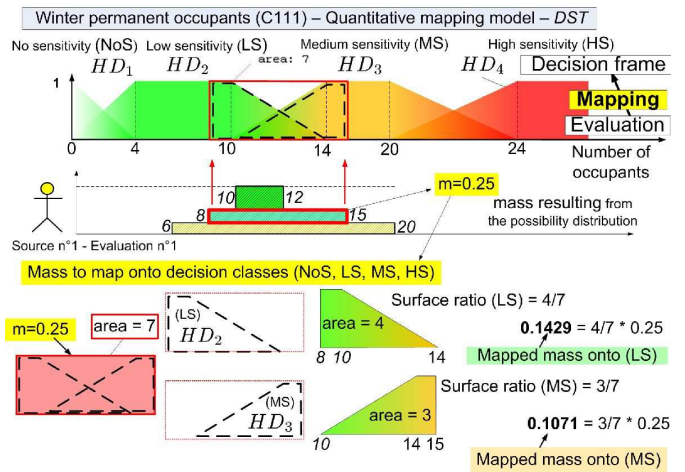 Winter permanent occupants (C111) – Quantitative mapping model – DST
No sensitivity (NoS) Low sensitivity (LS) Medium sensitivity (MS) High sensitivity (HS)
area: 7
HD1 HD2 HD3 HD4 Decision frame
1
Mapping
Evaluation
0 4 10 14 20 24 Number of
occupants
10 12 m=0.25
8 15
mass resulting from
the possibility distribution
6 20
Source n°1 - Evaluation n°1
Mass to map onto decision classes (NoS, LS, MS, HS)
m=0.25
area = 7
(LS)
HD2
area = 4
8 10 14
Surface ratio (LS) = 4/7
0.1429 = 4/7 * 0.25
Mapped mass onto (LS)
(MS)
HD3
area = 3
10 14 15
Surface ratio (MS) = 3/7
0.1071 = 3/7 * 0.25
Mapped mass onto (MS)